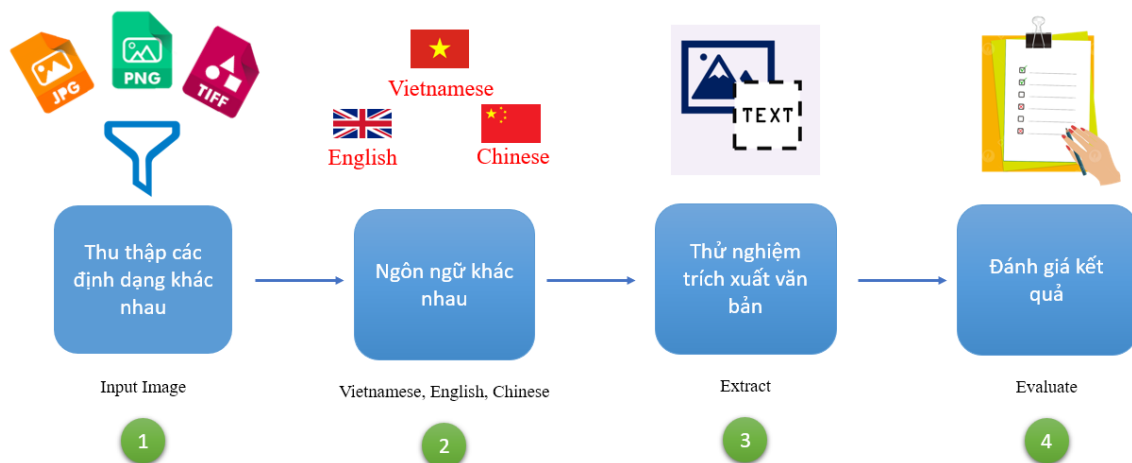 JPG
PNG
TIFF
Vietnamese
English
Chinese
TEXT
Thu thập các
định dạng khác
nhau
Ngôn ngữ khác
nhau
Thử nghiệm
trích xuất văn
bản
Đánh giá kết
quả
Input Image
Vietnamese, English, Chinese
Extract
Evaluate
1
2
3
4